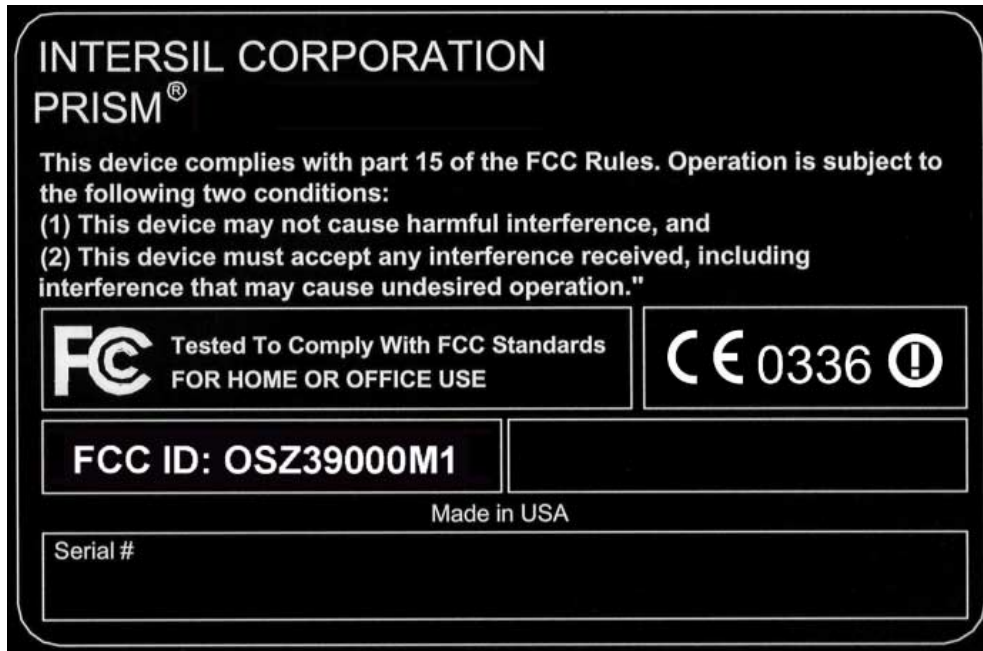 INTERSIL CORPORATION
PRISM®
This device complies with part 15 of the FCC Rules. Operation is subject to
the following two conditions:
(1) This device may not cause harmful interference, and
(2) This device must accept any interference received, including
interference that may cause undesired operation."
FC Tested To Comply With FCC Standards
FOR HOME OR OFFICE USE
CE 0336
FCC ID: OSZ39000M1
Made in USA
Serial #